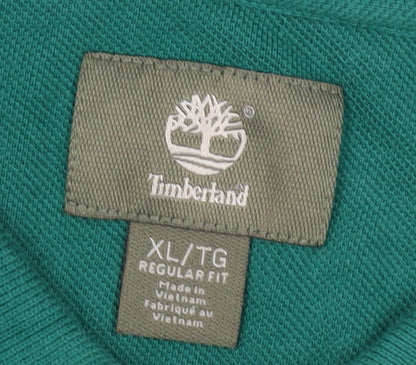 ®
Timberland
XL/TG
REGULAR FIT
Made in
Vietnam
Fabriqué au
Vietnam